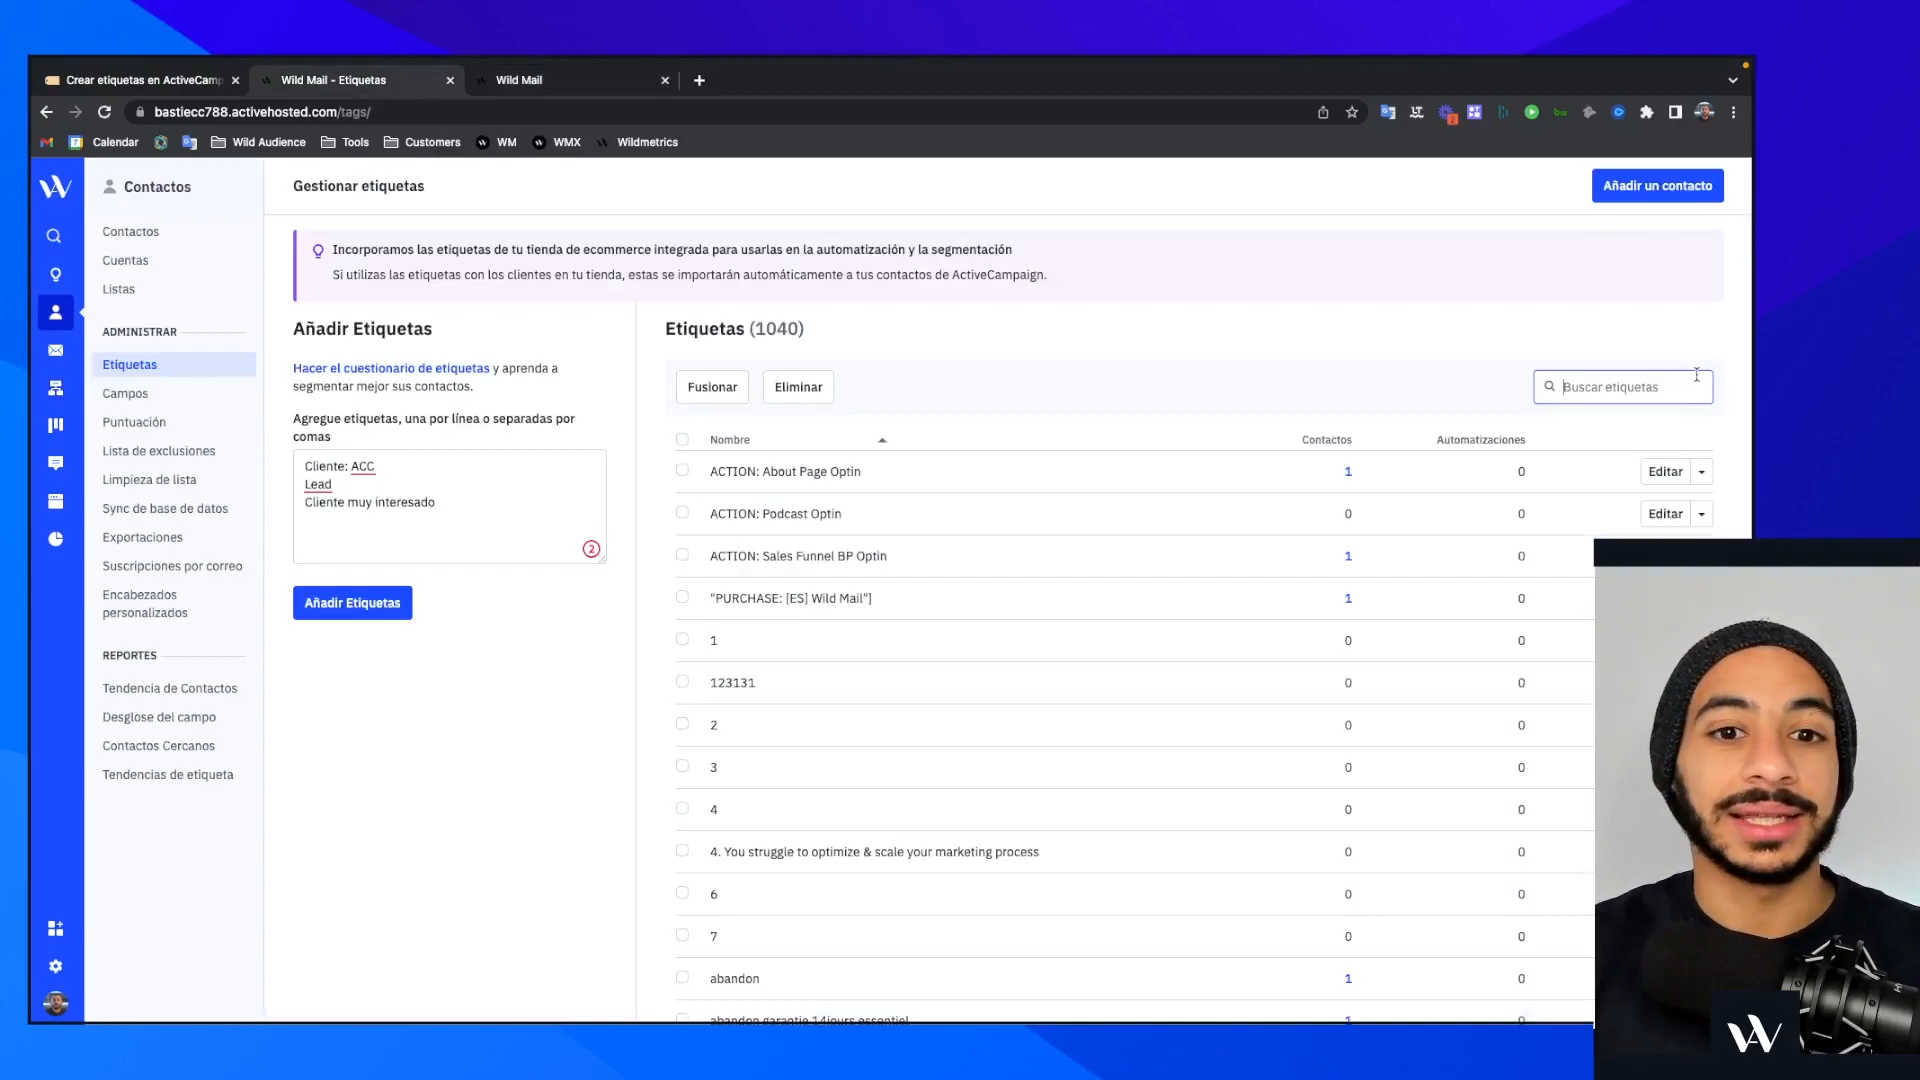 Crear etiquetas en ActiveCamp
Wild Mail - Etiquetas
Wild Mail
bastiecc788.activehosted.com/tags/
Calendar
Wild Audience
Tools
Customers
WM
WMX
Wildmetrics
Contactos
Contactos
Cuentas
Listas
ADMINISTRAR
Etiquetas
Campos
Puntuación
Lista de exclusiones
Limpieza de lista
Sync de base de datos
Exportaciones
Suscripciones por correo
Encabezados
personalizados
REPORTES
Tendencia de Contactos
Desglose del campo
Contactos Cercanos
Tendencias de etiqueta
Gestionar etiquetas
Añadir un contacto
Incorporamos las etiquetas de tu tienda de ecommerce integrada para usarlas en la automatización y la segmentación
Si utilizas las etiquetas con los clientes en tu tienda, estas se importarán automáticamente a tus contactos de ActiveCampaign.
Añadir Etiquetas
Hacer el cuestionario de etiquetas y aprenda a
segmentar mejor sus contactos.
Agregue etiquetas, una por línea o separadas por
comas
Cliente: ACC
Lead
Cliente muy interesado
2
Añadir Etiquetas
Etiquetas (1040)
Fusionar
Eliminar
Buscar etiquetas
Nombre Contactos Automatizaciones
ACTION: About Page Optin 1 0 Editar
ACTION: Podcast Optin 0 0 Editar
ACTION: Sales Funnel BP Optin 1 0
"PURCHASE: [ES] Wild Mail"] 1 0
1 0 0
123131 0 0
2 0 0
3 0 0
4 0 0
4. You struggle to optimize & scale your marketing process 0 0
6 0 0
7 0 0
abandon 1 0
abandon garantie 14jours essentiel 1 0